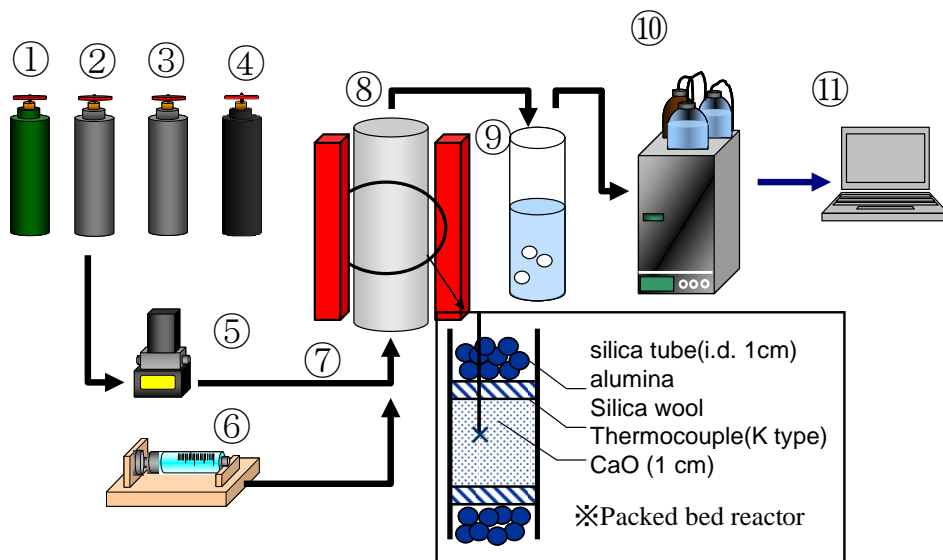 ① ② ③ ④
⑤
⑥
⑦
⑧
⑨
⑩
⑪
silica tube(i.d. 1cm)
alumina
Silica wool
Thermocouple(K type)
CaO (1 cm)
※Packed bed reactor